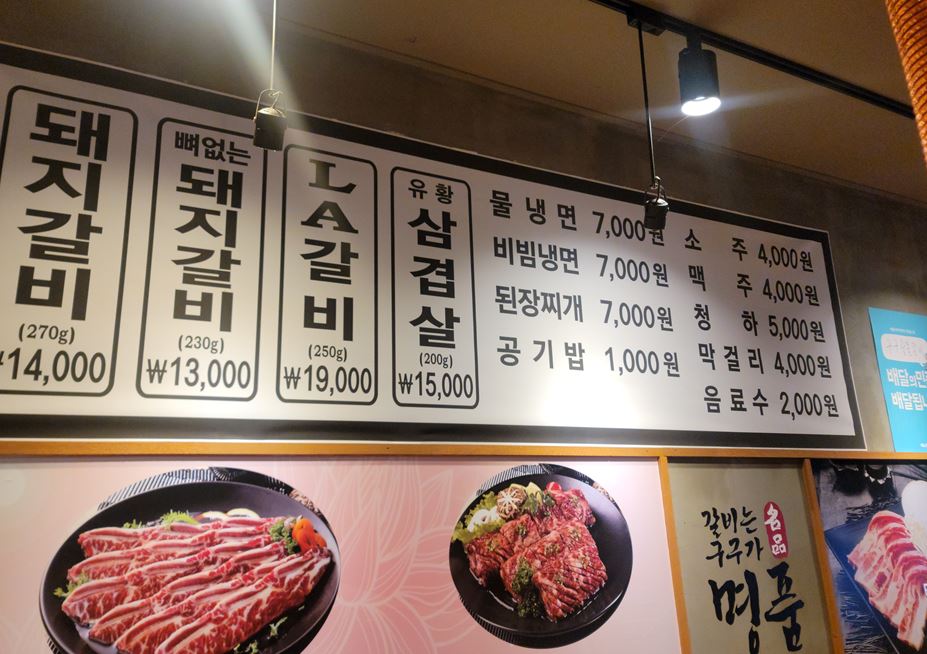 돼지갈비
(270g)
₩14,000
뼈없는
돼지갈비
(230g)
₩13,000
LA갈비
(250g)
₩19,000
유황
삼겹살
(200g)
₩15,000
물냉면 7,000원
비빔냉면 7,000원
된장찌개 7,000원
공기밥 1,000원
소주 4,000원
맥주 4,000원
청하 5,000원
막걸리 4,000원
음료수 2,000원
배달의민
배달됩니
갈비는
구구가
명품
名品